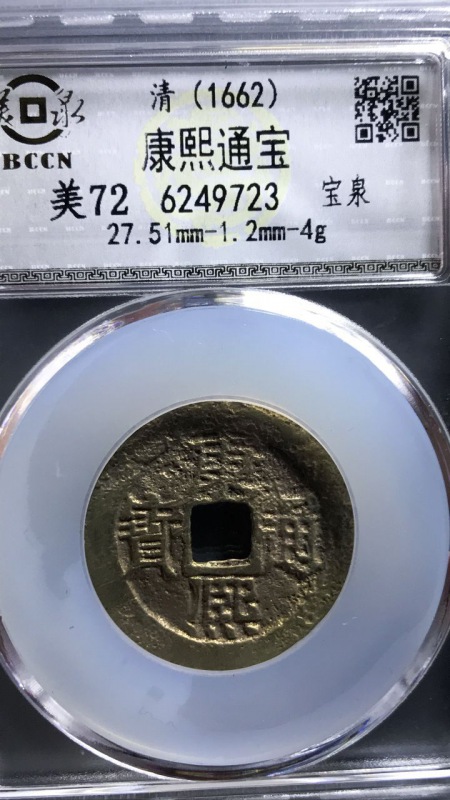 清 (1662)
泉
BCCN
康熙通宝
美72 6249723 宝泉
27.51mm-1.2mm-4g
康
寶 通
熙